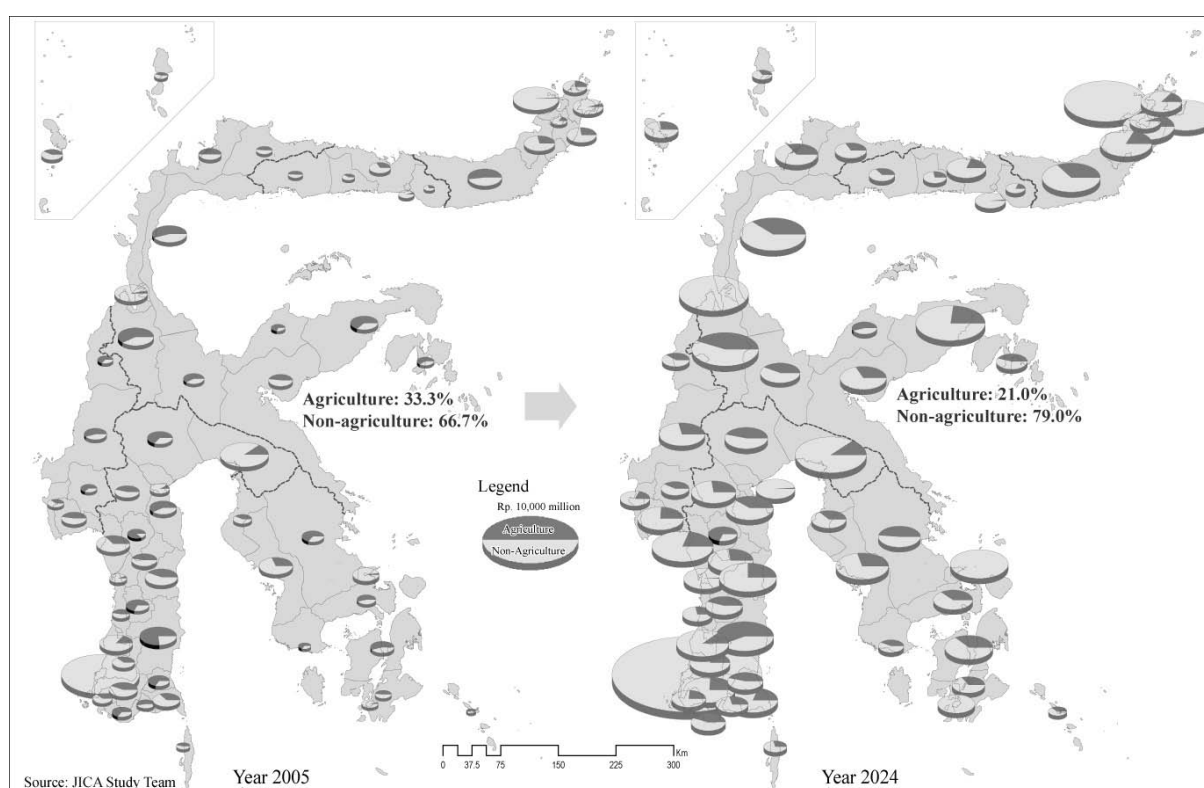 Agriculture: 33.3%
Non-agriculture: 66.7%
Agriculture: 21.0%
Non-agriculture: 79.0%
Legend
Rp. 10,000 million
Agriculture
Non-Agriculture
Km
0 37.5 75 150 225 300
Source: JICA Study Team
Year 2005
Year 2024